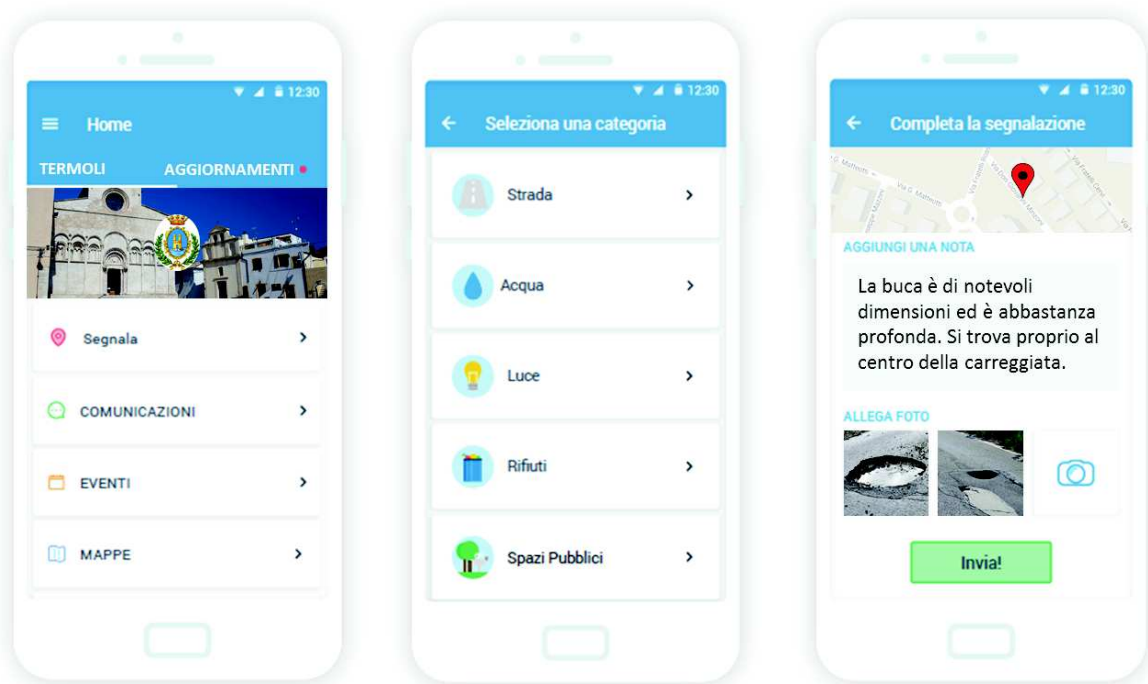 12:30
Home
TERMOLI AGGIORNAMENTI
Segnala
COMUNICAZIONI
EVENTI
MAPPE
12:30
Seleziona una categoria
Strada
Acqua
Luce
Rifiuti
Spazi Pubblici
12:30
Completa la segnalazione
Via G. Matteotti
AGGIUNGI UNA NOTA
La buca è di notevoli
dimensioni ed è abbastanza
profonda. Si trova proprio al
centro della carreggiata.
ALLEGA FOTO
Invia!